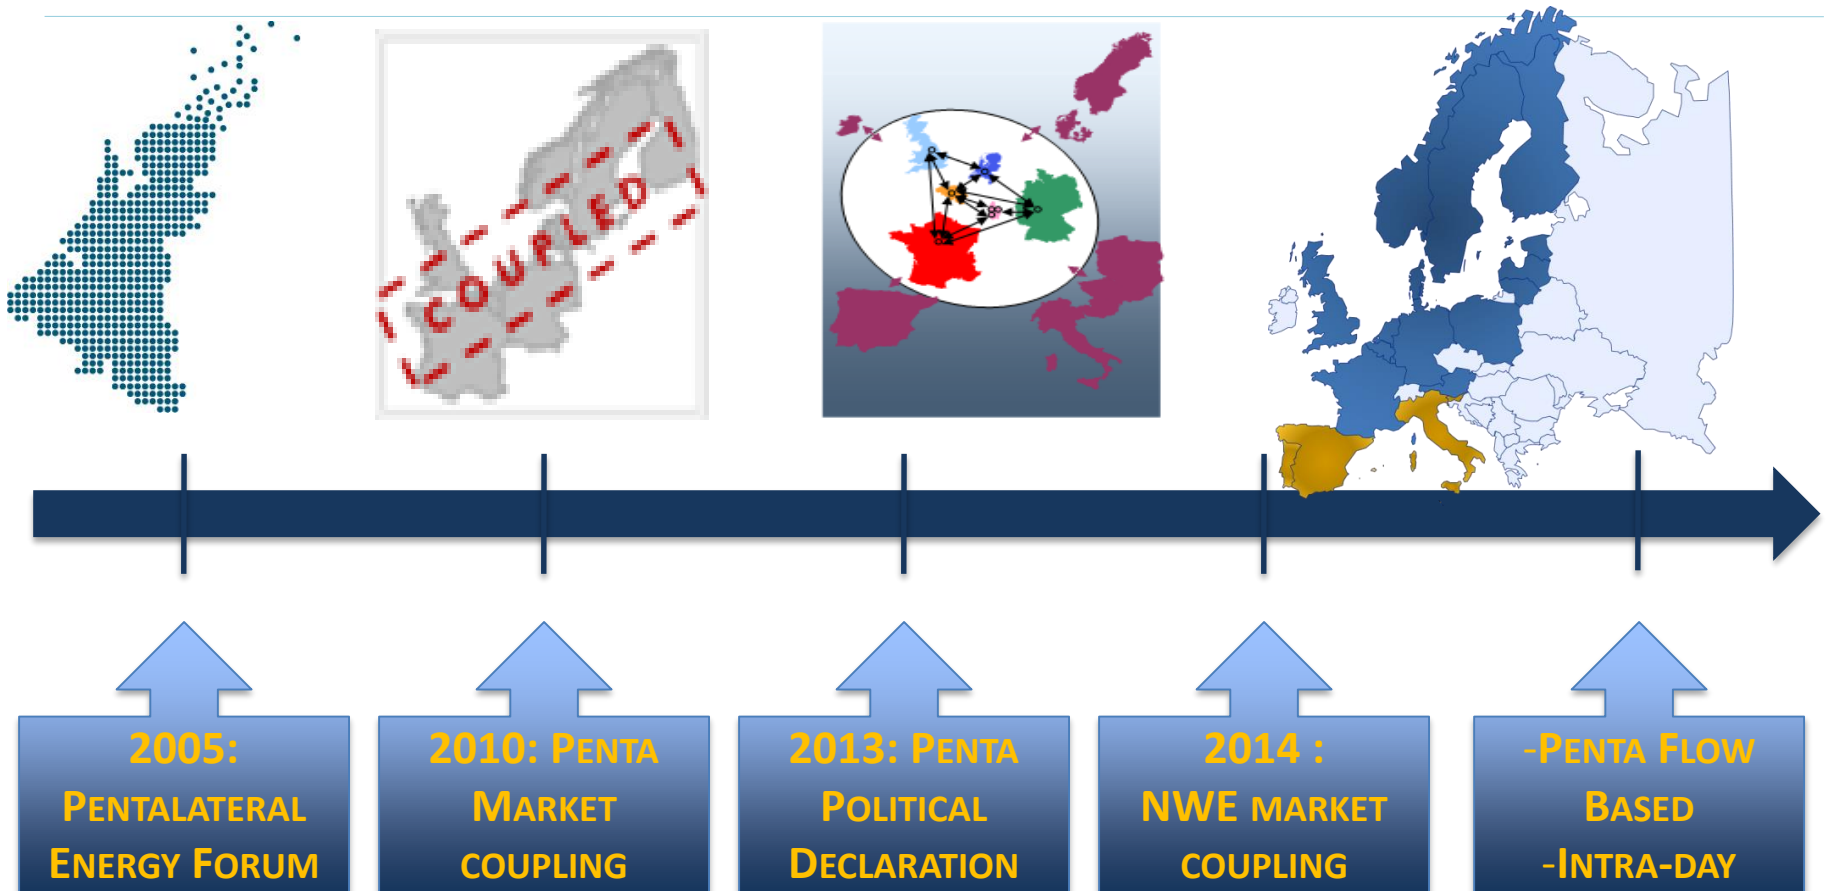 COUPLED
2005:
PENTALATERAL
ENERGY FORUM
2010: PENTA
MARKET
COUPLING
2013: PENTA
POLITICAL
DECLARATION
2014 :
NWE MARKET
COUPLING
-PENTA FLOW
BASED
-INTRA-DAY